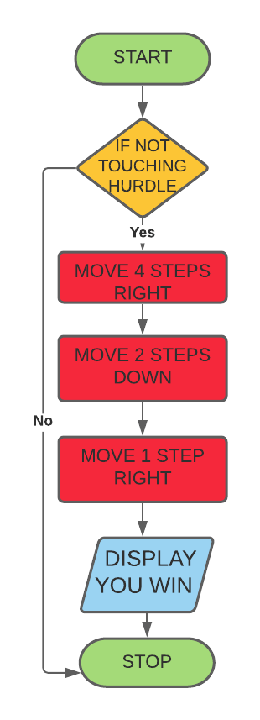 START
IF NOT
TOUCHING
HURDLE
Yes
MOVE 4 STEPS
RIGHT
MOVE 2 STEPS
DOWN
No
MOVE 1 STEP
RIGHT
DISPLAY
YOU WIN
STOP